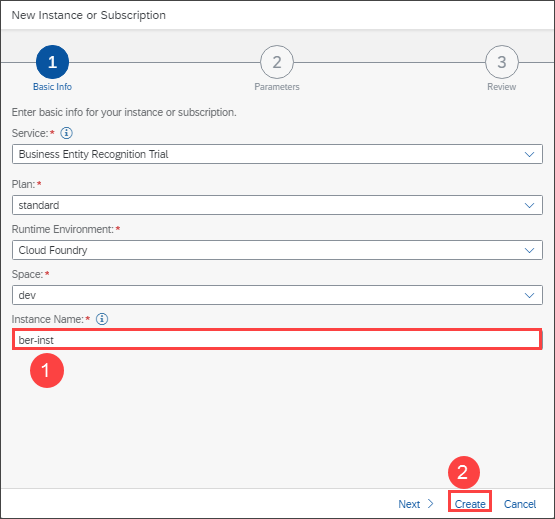 New Instance or Subscription
1 2 3
Basic Info Parameters Review
Enter basic info for your instance or subscription.
Service:*
Business Entity Recognition Trial
Plan:*
standard
Runtime Environment:*
Cloud Foundry
Space:*
dev
Instance Name:*
ber-inst
1
2
Next Create Cancel